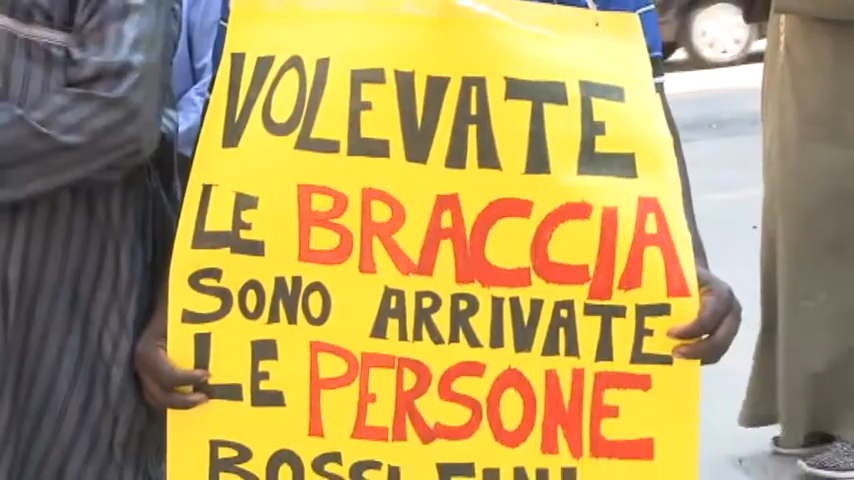 VOLEVATE
LE BRACCIA
SONO ARRIVATE
LE PERSONE